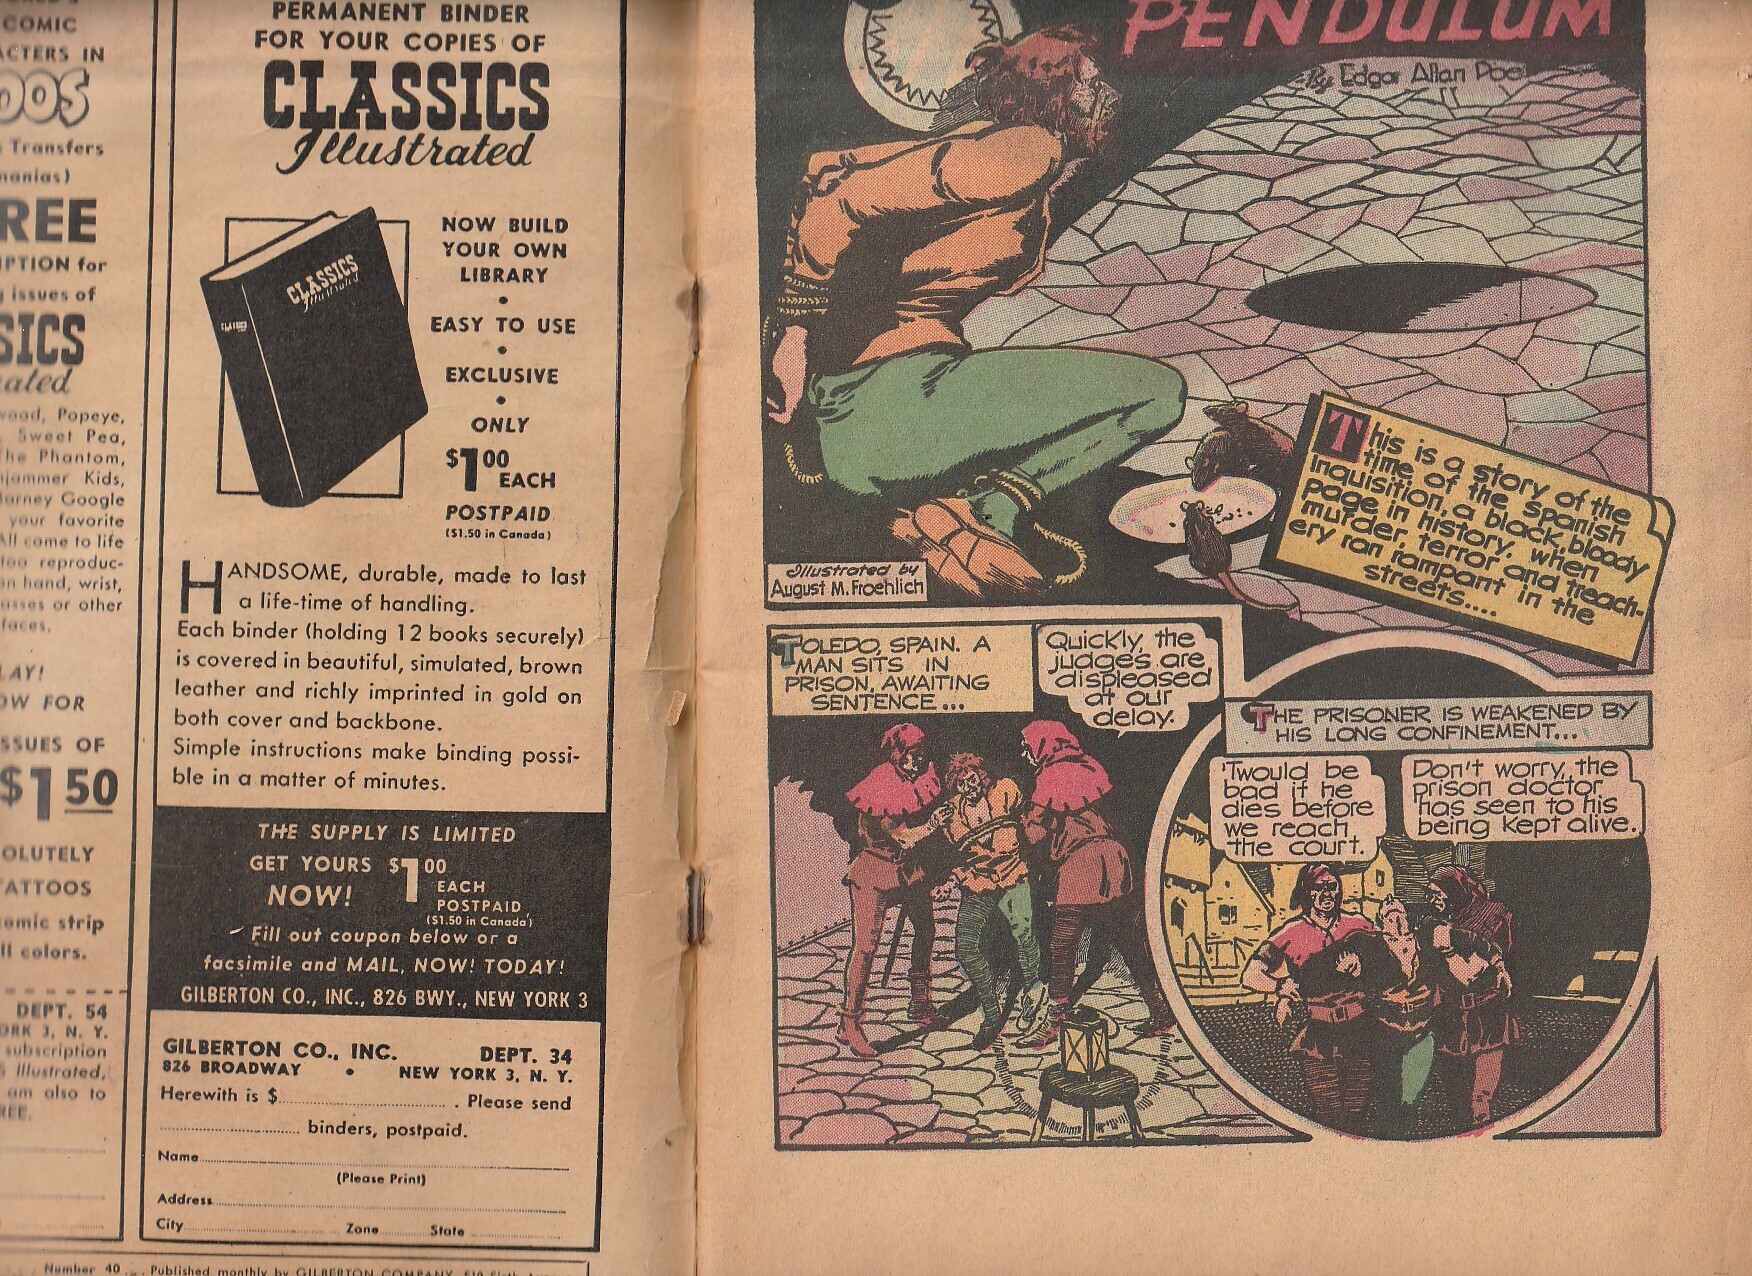 COMIC
ACTERS IN
OOS
Transfers
manias)
REE
IPTION for
issues of
SICS
ated
wood, Popeye,
Sweet Pea,
he Phantom,
njammer Kids,
arney Google
your favorite
All come to life
too reproduc-
on hand, wrist,
asses or other
faces.
LAY!
OW FOR
SSUES OF
$1 50
OLUTELY
TATTOOS
omic strip
ll colors.
DEPT. 54
ORK 3, N. Y.
subscription
Illustrated,
am also to
REE.
PERMANENT BINDER
FOR YOUR COPIES OF
CLASSICS
Illustrated
CLASSICS
Illustrated
NOW BUILD
YOUR OWN
LIBRARY
•
EASY TO USE
•
EXCLUSIVE
•
ONLY
$1 00 EACH
POSTPAID
($1.50 in Canada)
HANDSOME, durable, made to last
a life-time of handling.
Each binder (holding 12 books securely)
is covered in beautiful, simulated, brown
leather and richly imprinted in gold on
both cover and backbone.
Simple instructions make binding possi-
ble in a matter of minutes.
THE SUPPLY IS LIMITED
GET YOURS $1 00
NOW! EACH
POSTPAID
($1.50 in Canada)
Fill out coupon below or a
facsimile and MAIL, NOW! TODAY!
GILBERTON CO., INC., 826 BWY., NEW YORK 3
GILBERTON CO., INC. DEPT. 34
826 BROADWAY • NEW YORK 3, N. Y.
Herewith is $ . Please send
binders, postpaid.
Name
(Please Print)
Address
City Zone State
Number 40 Published monthly by GILBERTON COMPANY
PENDULUM
By Edgar Allan Poe
This is a story of the
time of the Spanish
Inquisition, a black, bloody
page in history. when
murder, terror and treach-
ery ran rampant in the
streets....
Illustrated by
August M. Froehlich
TOLEDO, SPAIN. A
MAN SITS IN
PRISON, AWAITING
SENTENCE ...
Quickly, the
judges are
displeased
at our
delay.
THE PRISONER IS WEAKENED BY
HIS LONG CONFINEMENT...
'Twould be
bad if he
dies before
we reach
the court.
Don't worry, the
prison doctor
has seen to his
being kept alive.